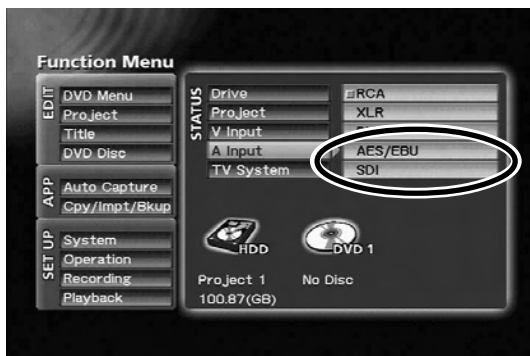 Function Menu
EDIT
DVD Menu
Project
Title
DVD Disc
APP
Auto Capture
Cpy/Impt/Bkup
SET UP
System
Operation
Recording
Playback
STATUS
Drive
Project
V Input
A Input
TV System
RCA
XLR
AES/EBU
SDI
HDD
DVD 1
Project 1
No Disc
100.87(GB)